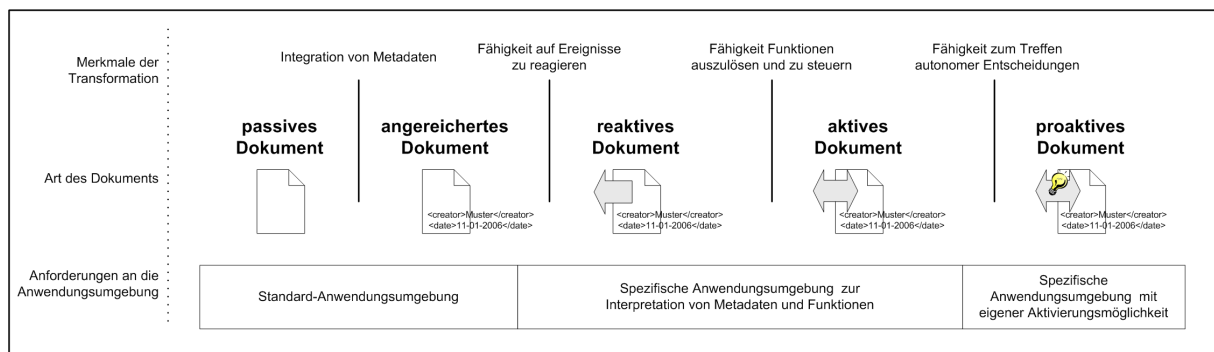 Merkmale der
Transformation
Integration von Metadaten
Fähigkeit auf Ereignisse
zu reagieren
Fähigkeit Funktionen
auszulösen und zu steuern
Fähigkeit zum Treffen
autonomer Entscheidungen
Art des Dokuments
passives
Dokument
angereichertes
Dokument
<creator>Muster</creator>
<date>11-01-2006</date>
reaktives
Dokument
<creator>Muster</creator>
<date>11-01-2006</date>
aktives
Dokument
<creator>Muster</creator>
<date>11-01-2006</date>
proaktives
Dokument
<creator>Muster</creator>
<date>11-01-2006</date>
Anforderungen an die
Anwendungsumgebung
Standard-Anwendungsumgebung
Spezifische Anwendungsumgebung zur
Interpretation von Metadaten und Funktionen
Spezifische
Anwendungsumgebung mit
eigener Aktivierungsmöglichkeit